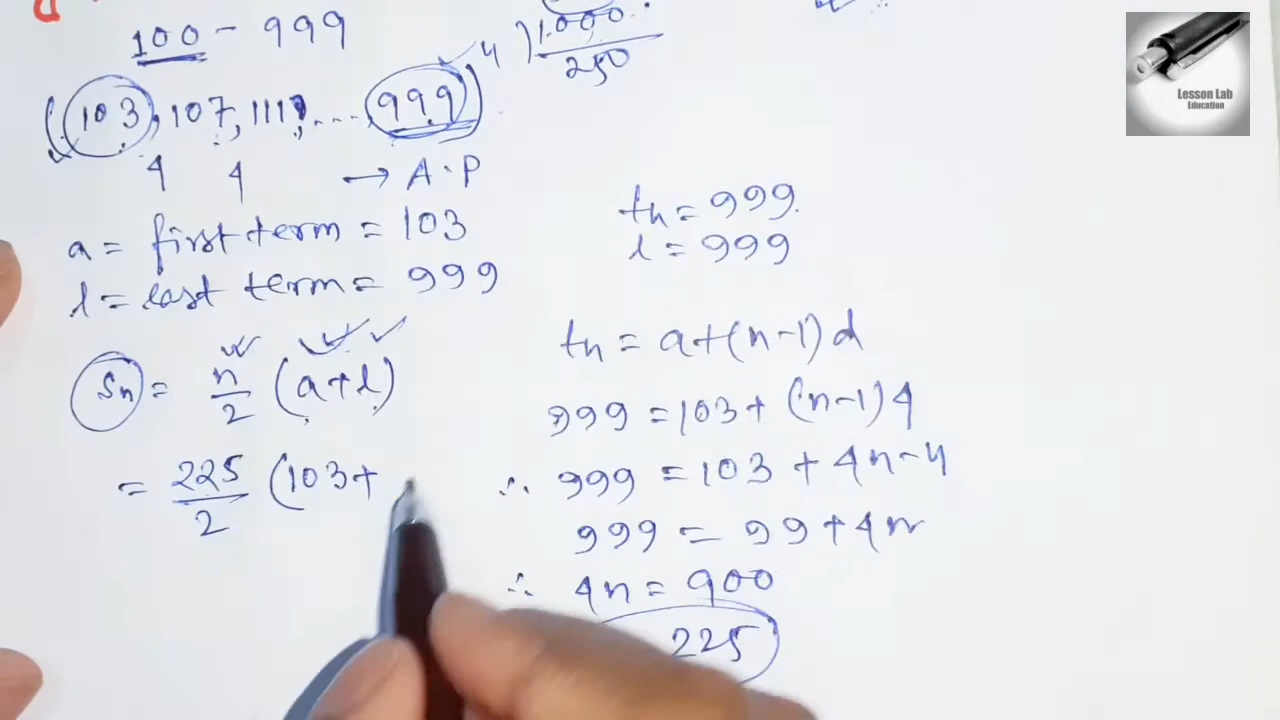 100 - 999
4)1000
250
(103, 107, 111, .... 999)
4 4 → A.P
a = first term = 103
l = last term = 999
Sn = n/2 (a+l)
= 225/2 (103+
tn = 999.
l = 999
tn = a+(n-1)d
999 = 103+(n-1)4
∴ 999 = 103 + 4n-4
999 = 99+4n
∴ 4n = 900
225
Lesson Lab
Education